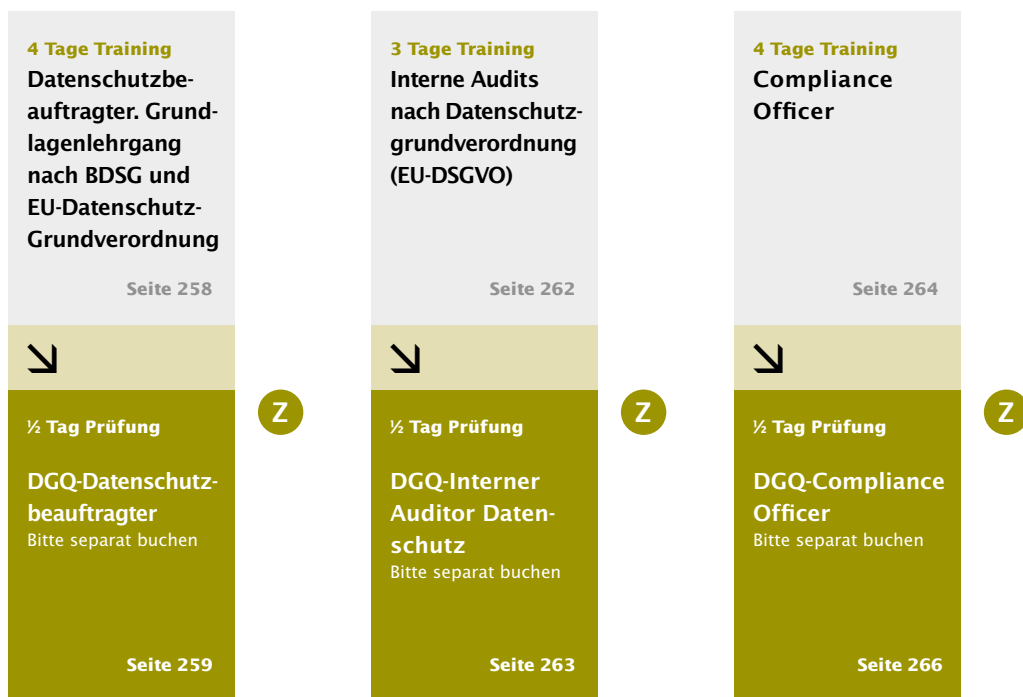 4 Tage Training
Datenschutzbe-
auftragter. Grund-
lagenlehrgang
nach BDSG und
EU-Datenschutz-
Grundverordnung
Seite 258
½ Tag Prüfung
DGQ-Datenschutz-
beauftragter
Bitte separat buchen
Seite 259
Z
3 Tage Training
Interne Audits
nach Datenschutz-
grundverordnung
(EU-DSGVO)
Seite 262
½ Tag Prüfung
DGQ-Interner
Auditor Daten-
schutz
Bitte separat buchen
Seite 263
Z
4 Tage Training
Compliance
Officer
Seite 264
½ Tag Prüfung
DGQ-Compliance
Officer
Bitte separat buchen
Seite 266
Z